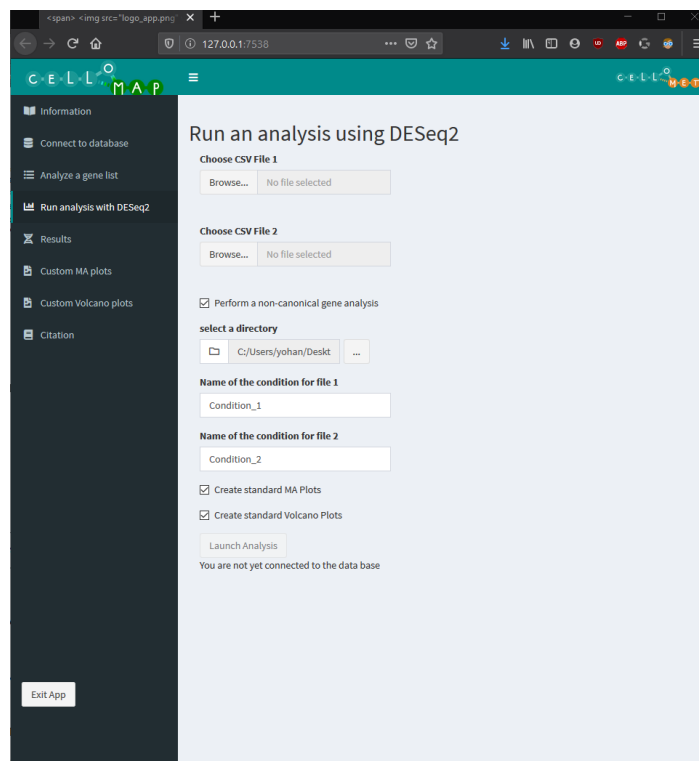 <span> <img src="logo_app.png"
127.0.0.1:7538
UD
ABP
CELLOMAP
CELLOMET
Information
Connect to database
Analyze a gene list
Run analysis with DESeq2
Results
Custom MA plots
Custom Volcano plots
Citation
Exit App
Run an analysis using DESeq2
Choose CSV File 1
Browse... No file selected
Choose CSV File 2
Browse... No file selected
Perform a non-canonical gene analysis
select a directory
C:/Users/yohan/Deskt ...
Name of the condition for file 1
Condition_1
Name of the condition for file 2
Condition_2
Create standard MA Plots
Create standard Volcano Plots
Launch Analysis
You are not yet connected to the data base